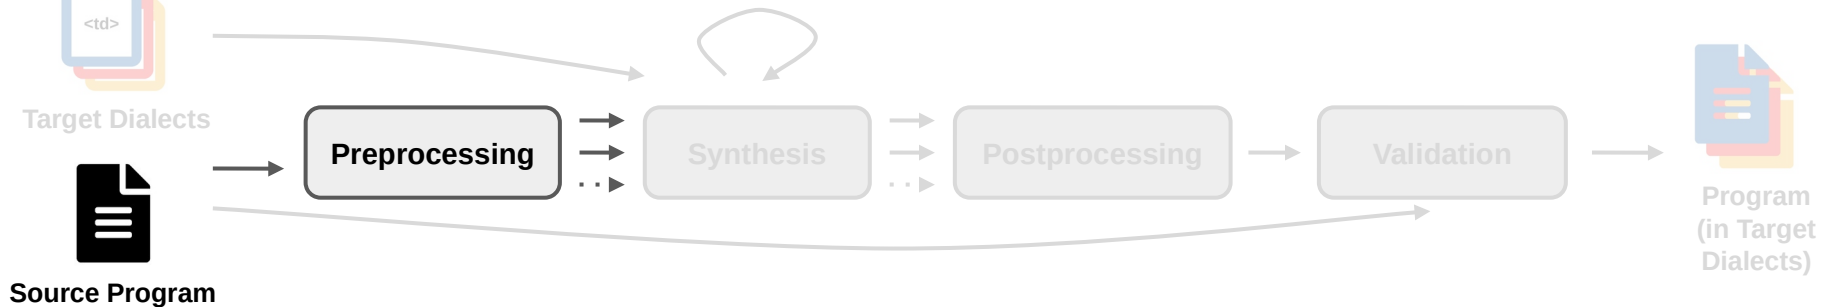 <td>
Target Dialects
Source Program
Preprocessing
Synthesis
Postprocessing
Validation
Program
(in Target
Dialects)